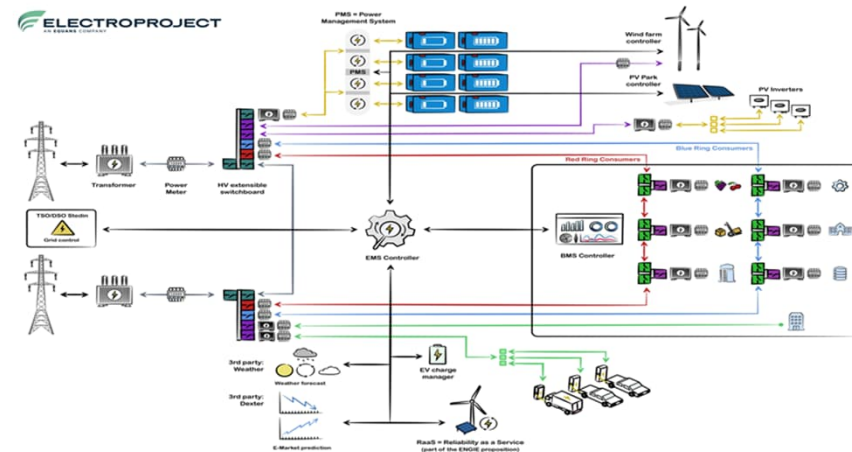 ELECTROPROJECT
AN EQUANS COMPANY
PMS = Power
Management System
PMS
Wind farm
controller
PV Park
controller
PV Inverters
Blue Ring Consumers
Red Ring Consumers
Transformer
Power
Meter
HV extensible
switchboard
TSO/DSO Stedin
Grid control
EMS Controller
BMS Controller
3rd party:
Weather
Weather forecast
EV charge
manager
3rd party:
Dexter
E-Market prediction
RaaS = Reliability as a Service
(part of the ENGIE proposition)